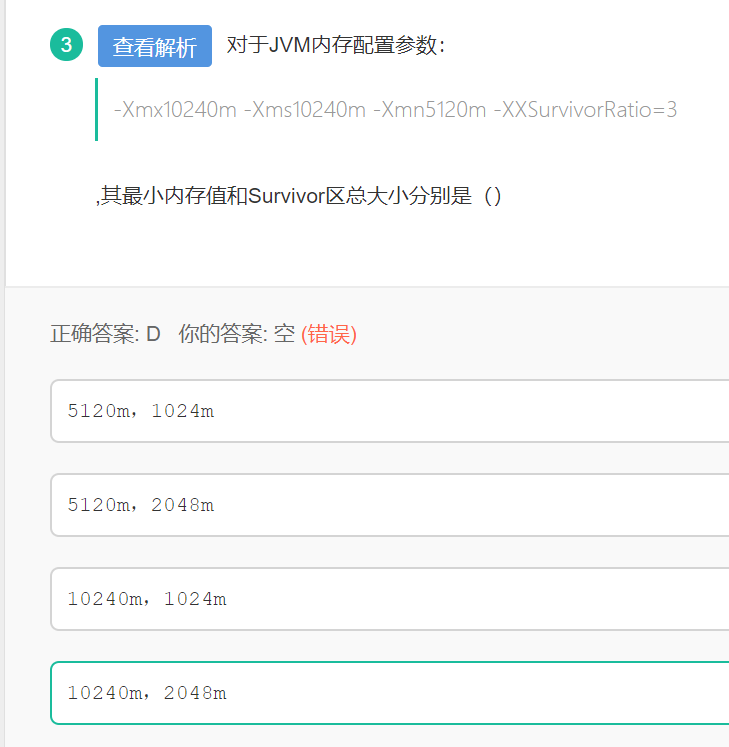 3 查看解析 对于JVM内存配置参数：
-Xmx10240m -Xms10240m -Xmn5120m -XXSurvivorRatio=3
,其最小内存值和Survivor区总大小分别是（）
正确答案: D 你的答案: 空 (错误)
5120m，1024m
5120m，2048m
10240m，1024m
10240m，2048m